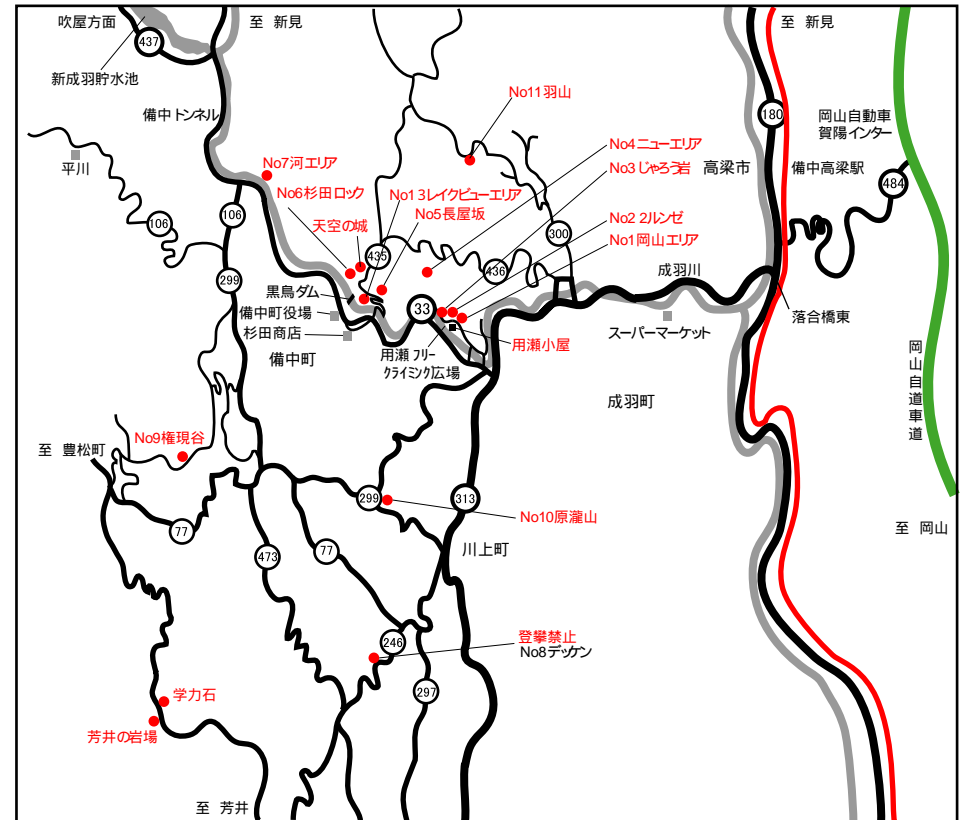 吹屋方面
至 新見
至 新見
437
新成羽貯水池
備中トンネル
180
岡山自動車
賀陽インター
No11羽山
No4ニューエリア
No3じゃろう岩
高梁市
備中高梁駅
平川
No7河エリア
No6杉田ロック
No13レイクビューエリア
No5長屋坂
天空の城
484
106
106
No2 2ルンゼ
No1岡山エリア
300
435
436
299
成羽川
黒鳥ダム
備中町役場
杉田商店
備中町
33
用瀬フリー
クライミング広場
用瀬小屋
スーパーマーケット
落合橋東
岡山自道車道
成羽町
No9権現谷
至 豊松町
299
313
No10原瀧山
77
473
77
川上町
至 岡山
246
登攀禁止
No8デッケン
297
学力石
芳井の岩場
至 芳井